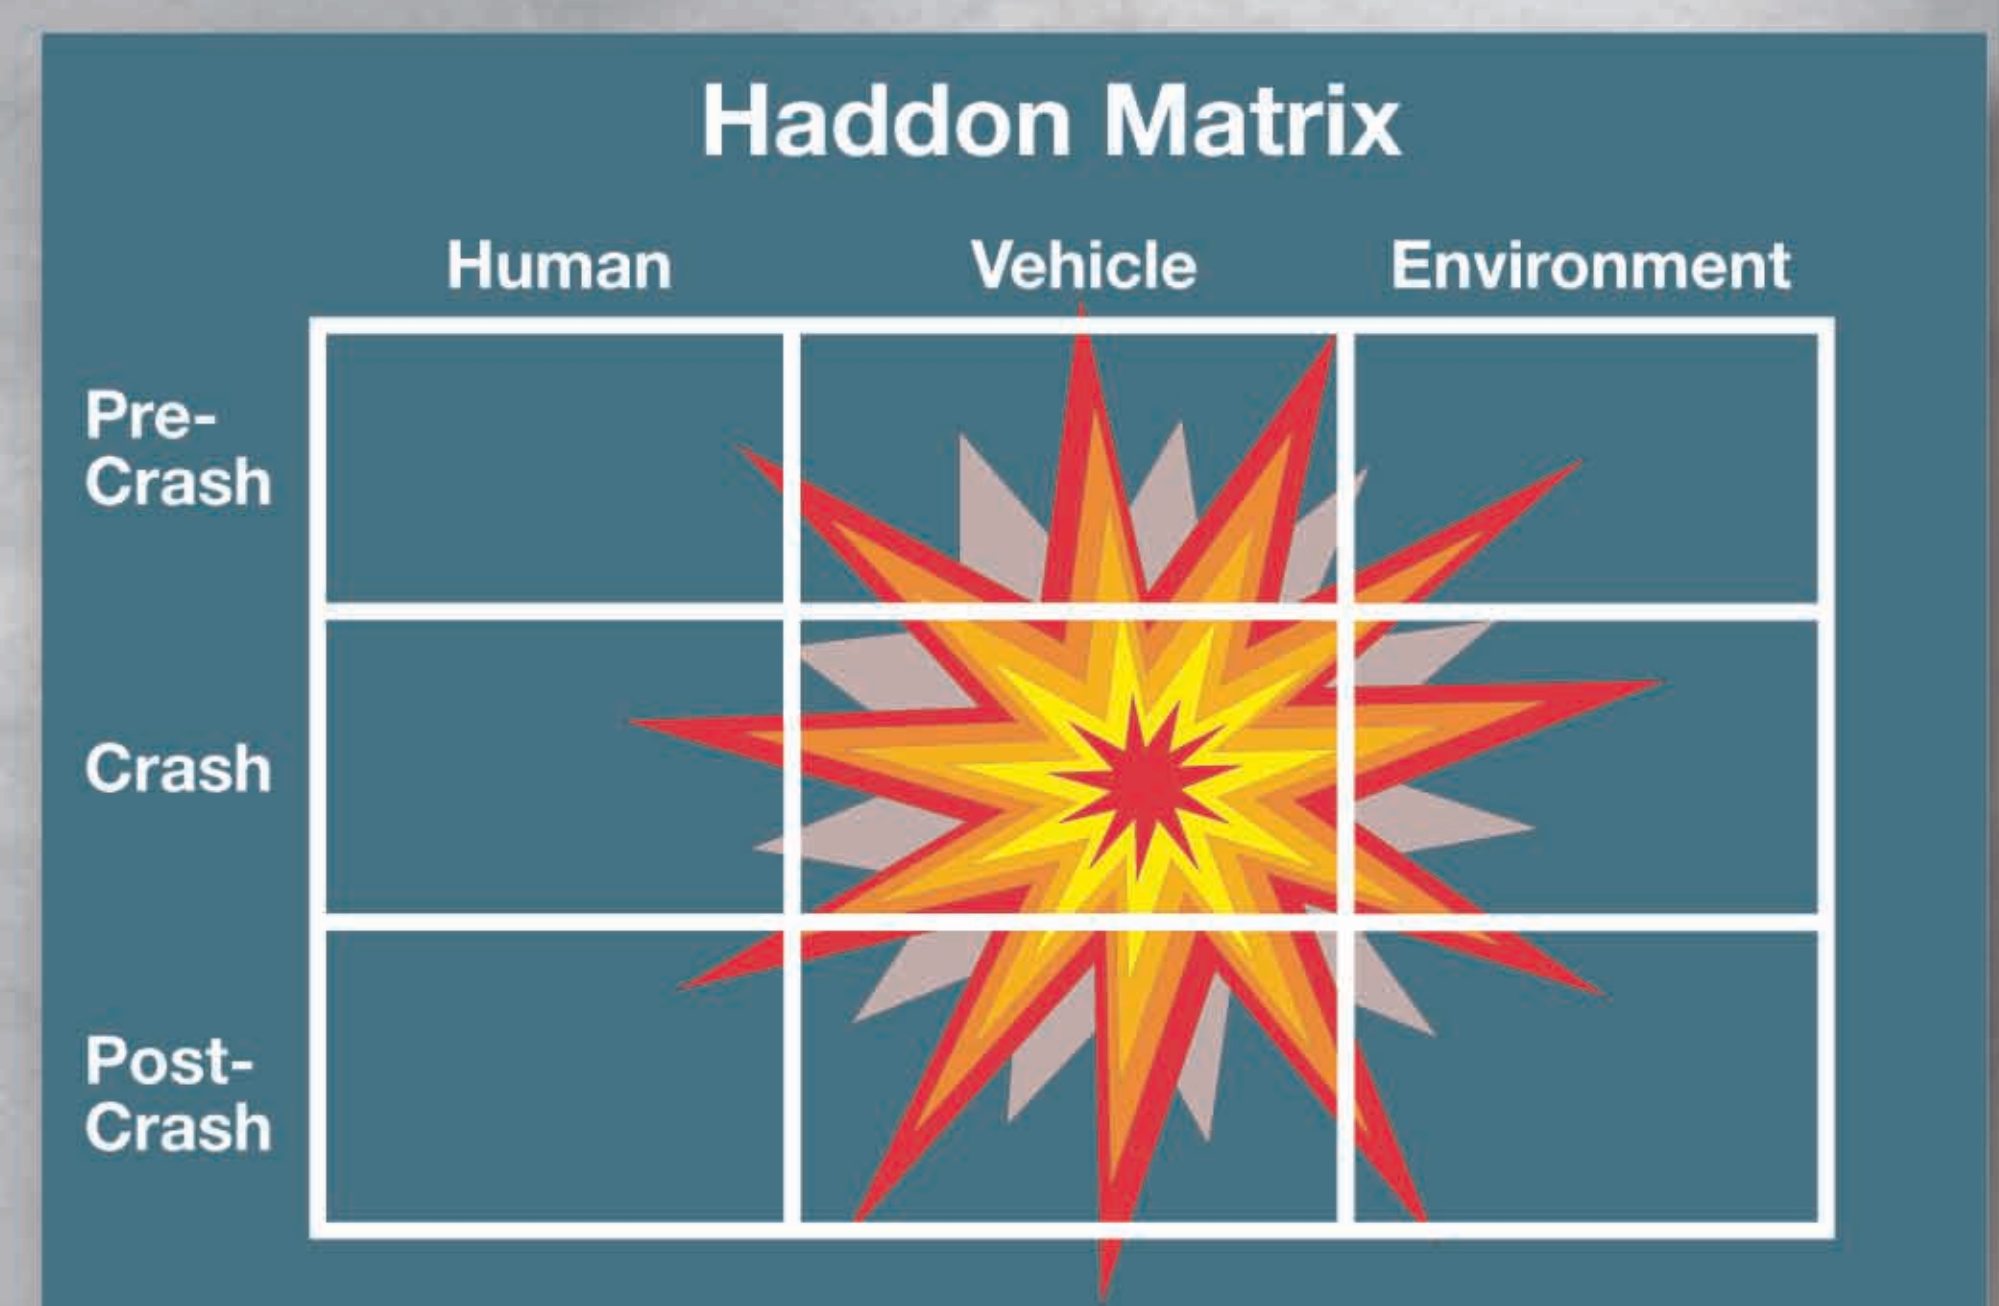 Haddon Matrix
Human Vehicle Environment
Pre-
Crash
Crash
Post-
Crash